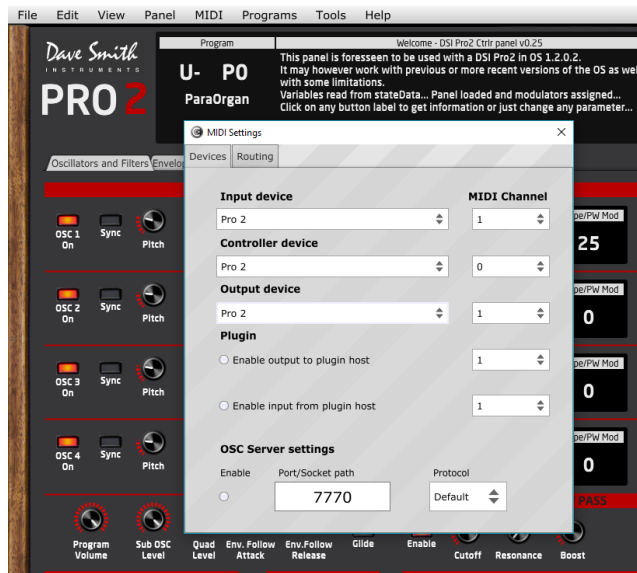 File Edit View Panel MIDI Programs Tools Help
Dave Smith
INSTRUMENTS
PRO 2
Program
U- P0
ParaOrgan
Welcome - DSI Pro2 Ctrlr panel v0.25
This panel is foresseen to be used with a DSI Pro2 in OS 1.2.0.2.
It may however work with previous or more recent versions of the OS as wel
with some limitations.
Variables read from stateData... Panel loaded and modulators assigned...
Click on any button label to get information or just change any parameter...
Oscillators and Filters Envelop
MIDI Settings
Devices Routing
Input device MIDI Channel
Pro 2 1
Controller device
Pro 2 0
Output device
Pro 2 1
Plugin
Enable output to plugin host 1
Enable input from plugin host 1
OSC Server settings
Enable Port/Socket path Protocol
7770 Default
OSC 1 On Sync Pitch
pe/PW Mod
25
OSC 2 On Sync Pitch
pe/PW Mod
0
OSC 3 On Sync Pitch
pe/PW Mod
0
OSC 4 On Sync Pitch
pe/PW Mod
0
PASS
Program Volume Sub OSC Level Quad Level Env. Follow Attack Env.Follow Release Glide Enable Cutoff Resonance Boost